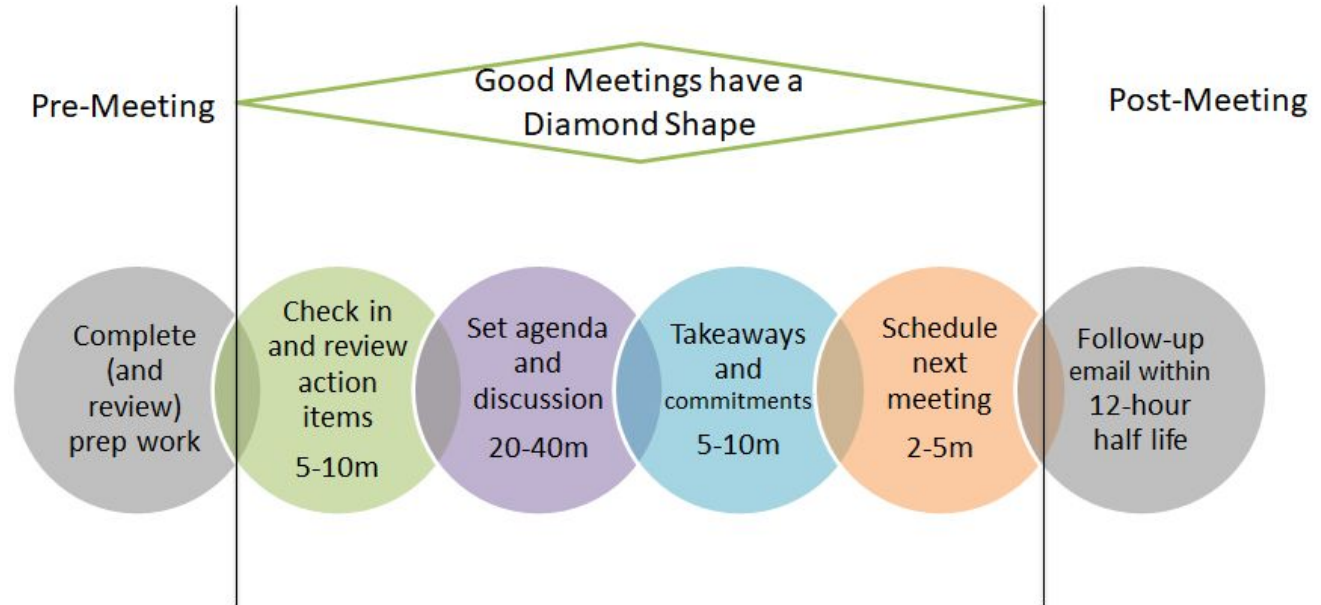 Pre-Meeting
Good Meetings have a
Diamond Shape
Post-Meeting
Complete
(and
review)
prep work
Check in
and review
action
items
5-10m
Set agenda
and
discussion
20-40m
Takeaways
and
commitments
5-10m
Schedule
next
meeting
2-5m
Follow-up
email within
12-hour
half life